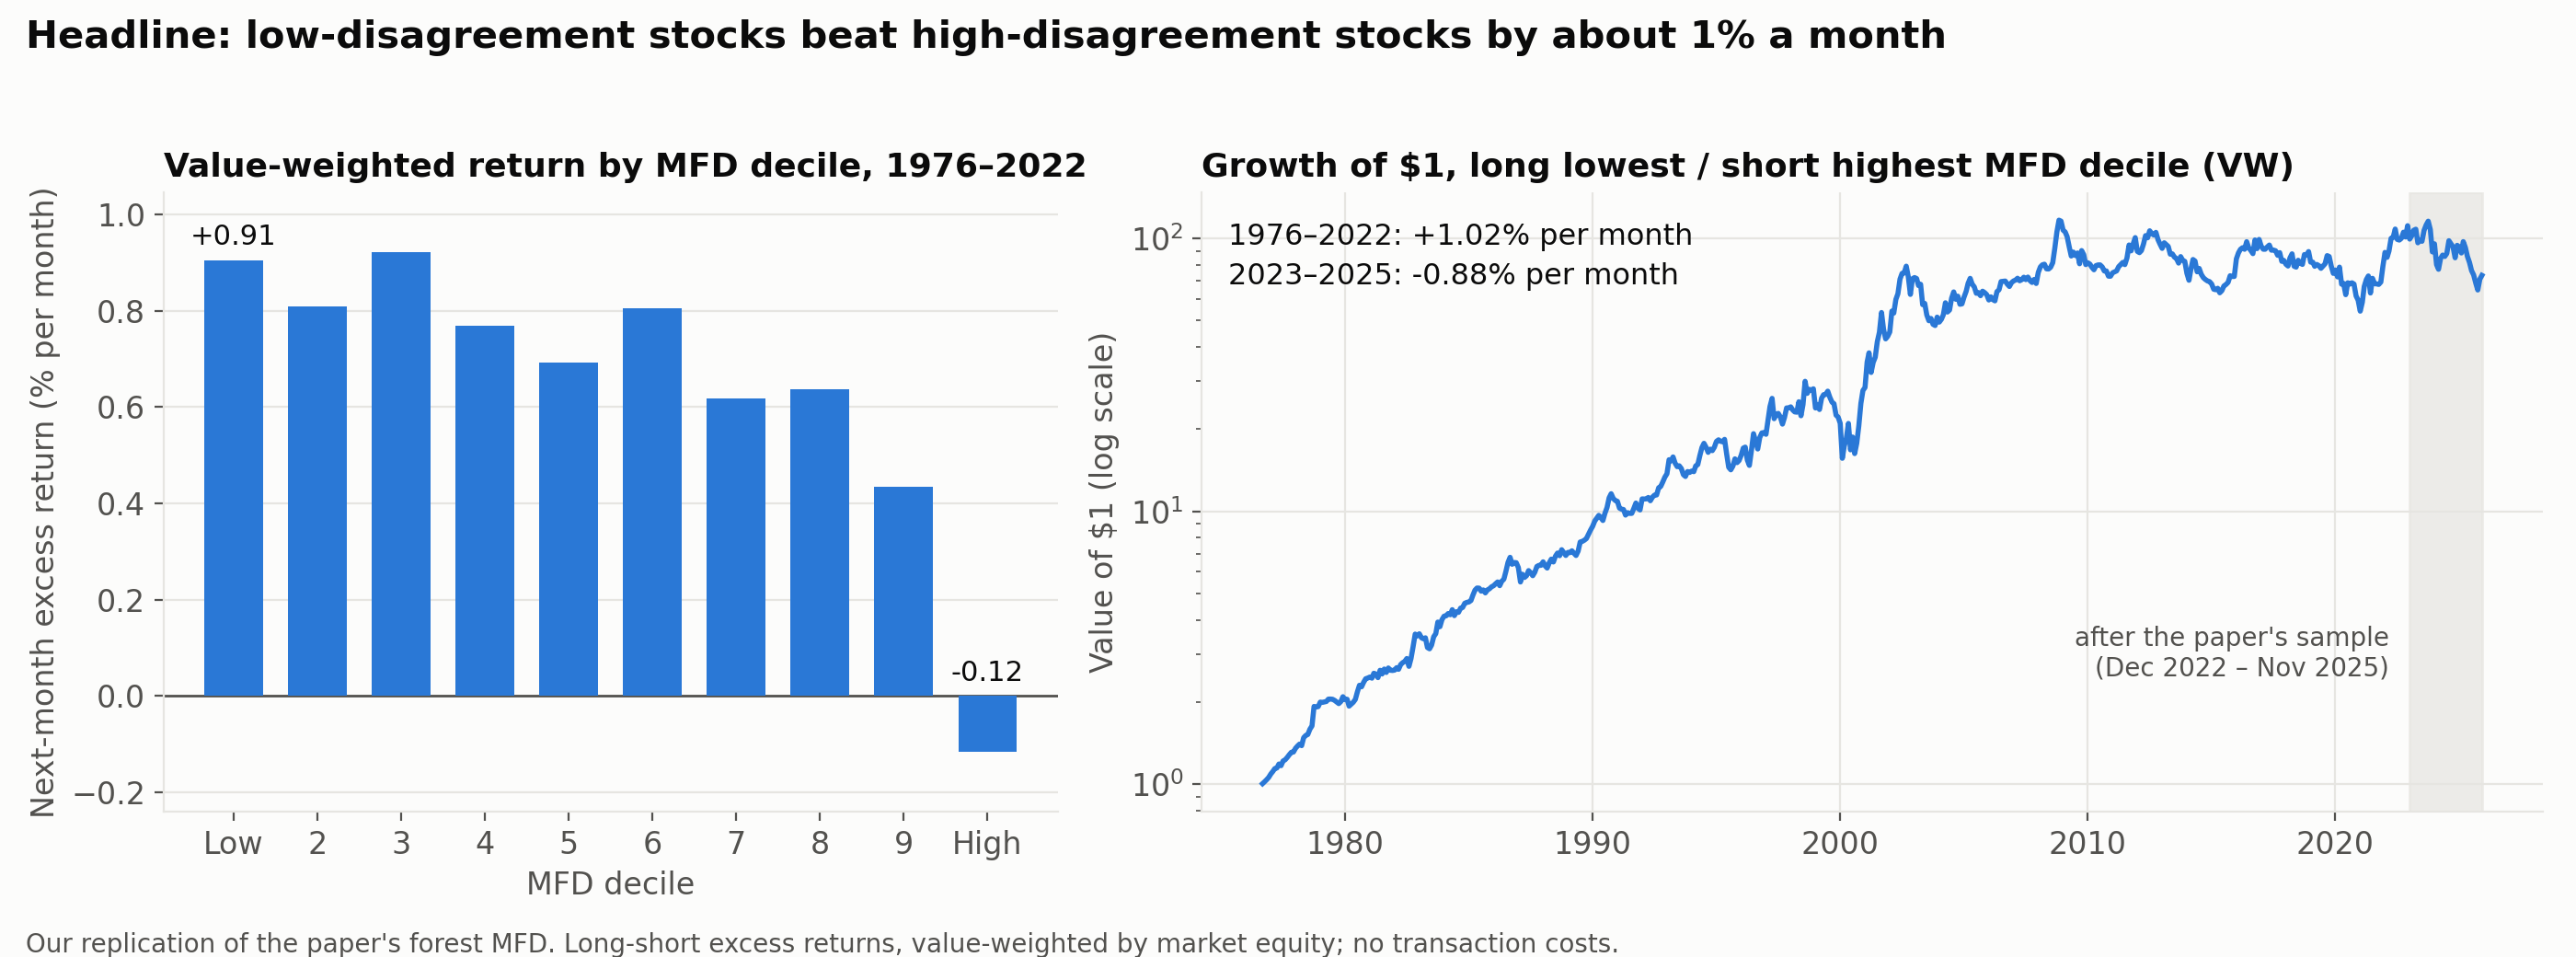 Headline: low-disagreement stocks beat high-disagreement stocks by about 1% a month
Value-weighted return by MFD decile, 1976–2022
Next-month excess return (% per month)
1.0
0.8
0.6
0.4
0.2
0.0
−0.2
+0.91
-0.12
Low 2 3 4 5 6 7 8 9 High
MFD decile
Growth of $1, long lowest / short highest MFD decile (VW)
Value of $1 (log scale)
10²
10¹
10⁰
1976–2022: +1.02% per month
2023–2025: -0.88% per month
after the paper's sample
(Dec 2022 – Nov 2025)
1980 1990 2000 2010 2020
Our replication of the paper's forest MFD. Long-short excess returns, value-weighted by market equity; no transaction costs.